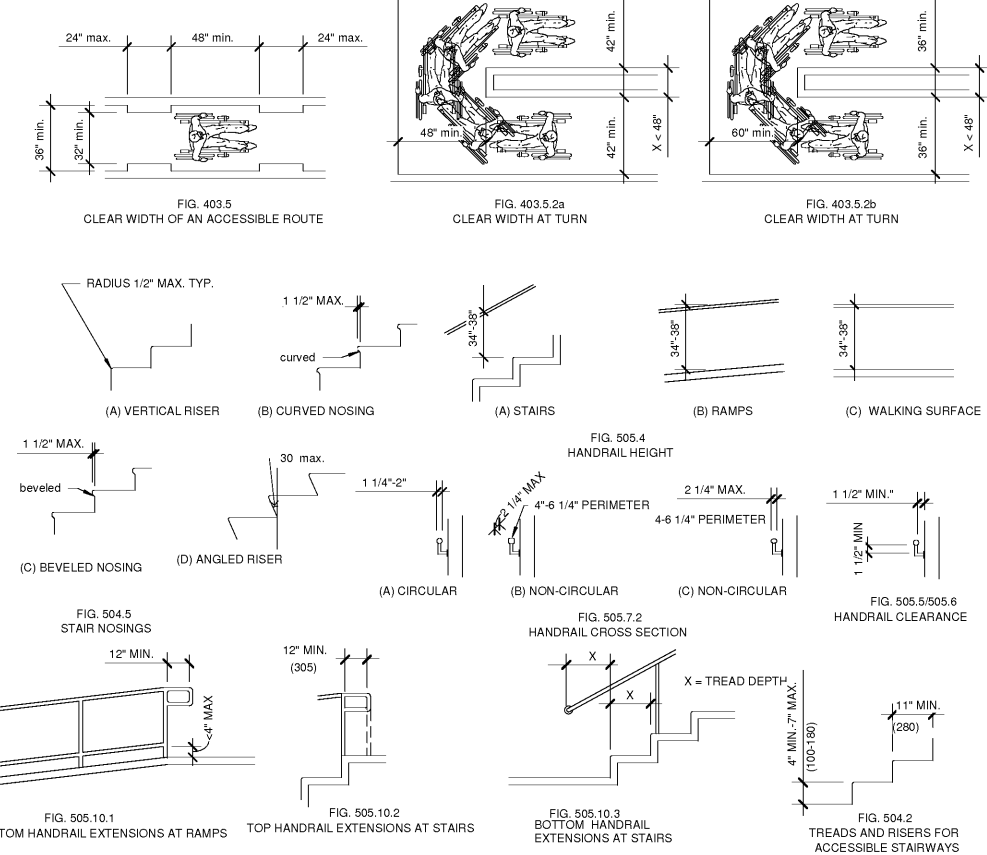 24" max.
48" min.
24" max.
36" min.
32" min.
FIG. 403.5
CLEAR WIDTH OF AN ACCESSIBLE ROUTE
42" min.
48" min.
42" min.
X < 48"
FIG. 403.5.2a
CLEAR WIDTH AT TURN
36" min.
60" min.
36" min.
X < 48"
FIG. 403.5.2b
CLEAR WIDTH AT TURN
RADIUS 1/2" MAX. TYP.
(A) VERTICAL RISER
1 1/2" MAX.
curved
(B) CURVED NOSING
34"-38"
(A) STAIRS
34"-38"
(B) RAMPS
34"-38"
(C) WALKING SURFACE
FIG. 505.4
HANDRAIL HEIGHT
1 1/2" MAX.
beveled
(C) BEVELED NOSING
30 max.
(D) ANGLED RISER
FIG. 504.5
STAIR NOSINGS
1 1/4"-2"
(A) CIRCULAR
2 1/4" MAX
4"-6 1/4" PERIMETER
(B) NON-CIRCULAR
2 1/4" MAX.
4-6 1/4" PERIMETER
(C) NON-CIRCULAR
FIG. 505.7.2
HANDRAIL CROSS SECTION
1 1/2" MIN."
1 1/2" MIN
FIG. 505.5/505.6
HANDRAIL CLEARANCE
12" MIN.
<4" MAX
FIG. 505.10.1
TOM HANDRAIL EXTENSIONS AT RAMPS
12" MIN.
(305)
FIG. 505.10.2
TOP HANDRAIL EXTENSIONS AT STAIRS
X
X
X = TREAD DEPTH
FIG. 505.10.3
BOTTOM HANDRAIL
EXTENSIONS AT STAIRS
4" MIN.-7" MAX.
(100-180)
11" MIN.
(280)
FIG. 504.2
TREADS AND RISERS FOR
ACCESSIBLE STAIRWAYS